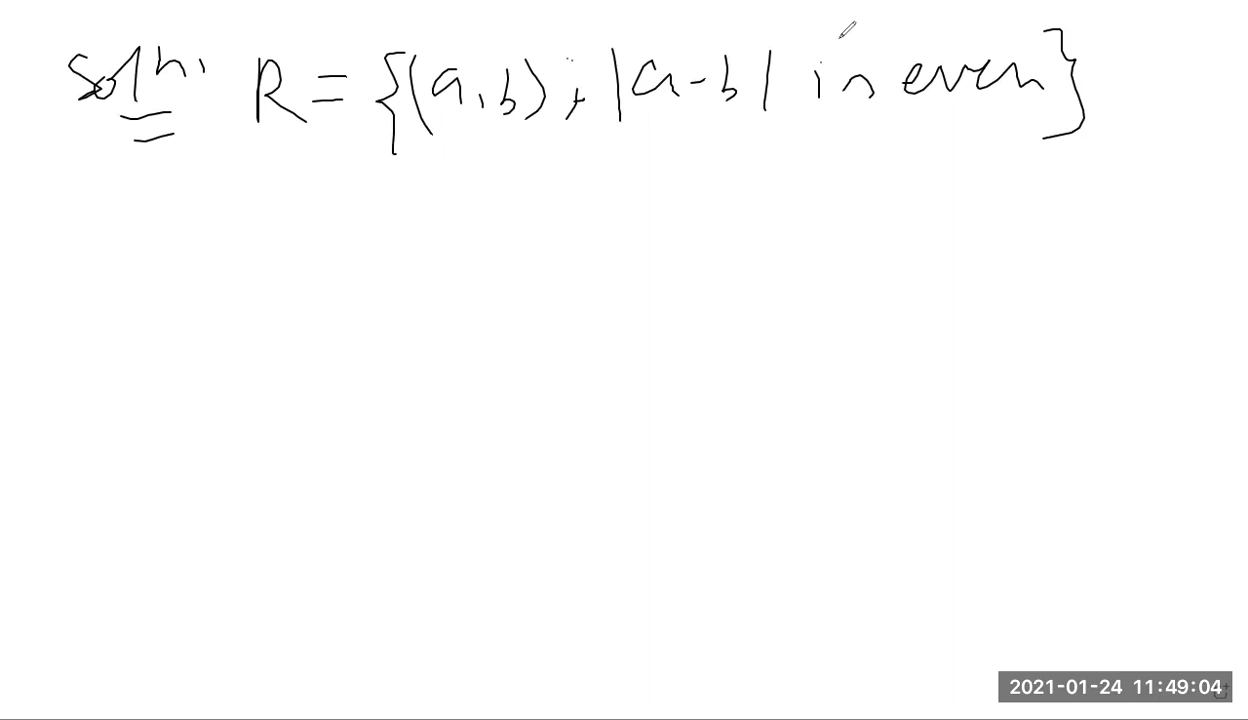 Soln. R = {(a,b) ; |a-b| is even}
2021-01-24 11:49:04